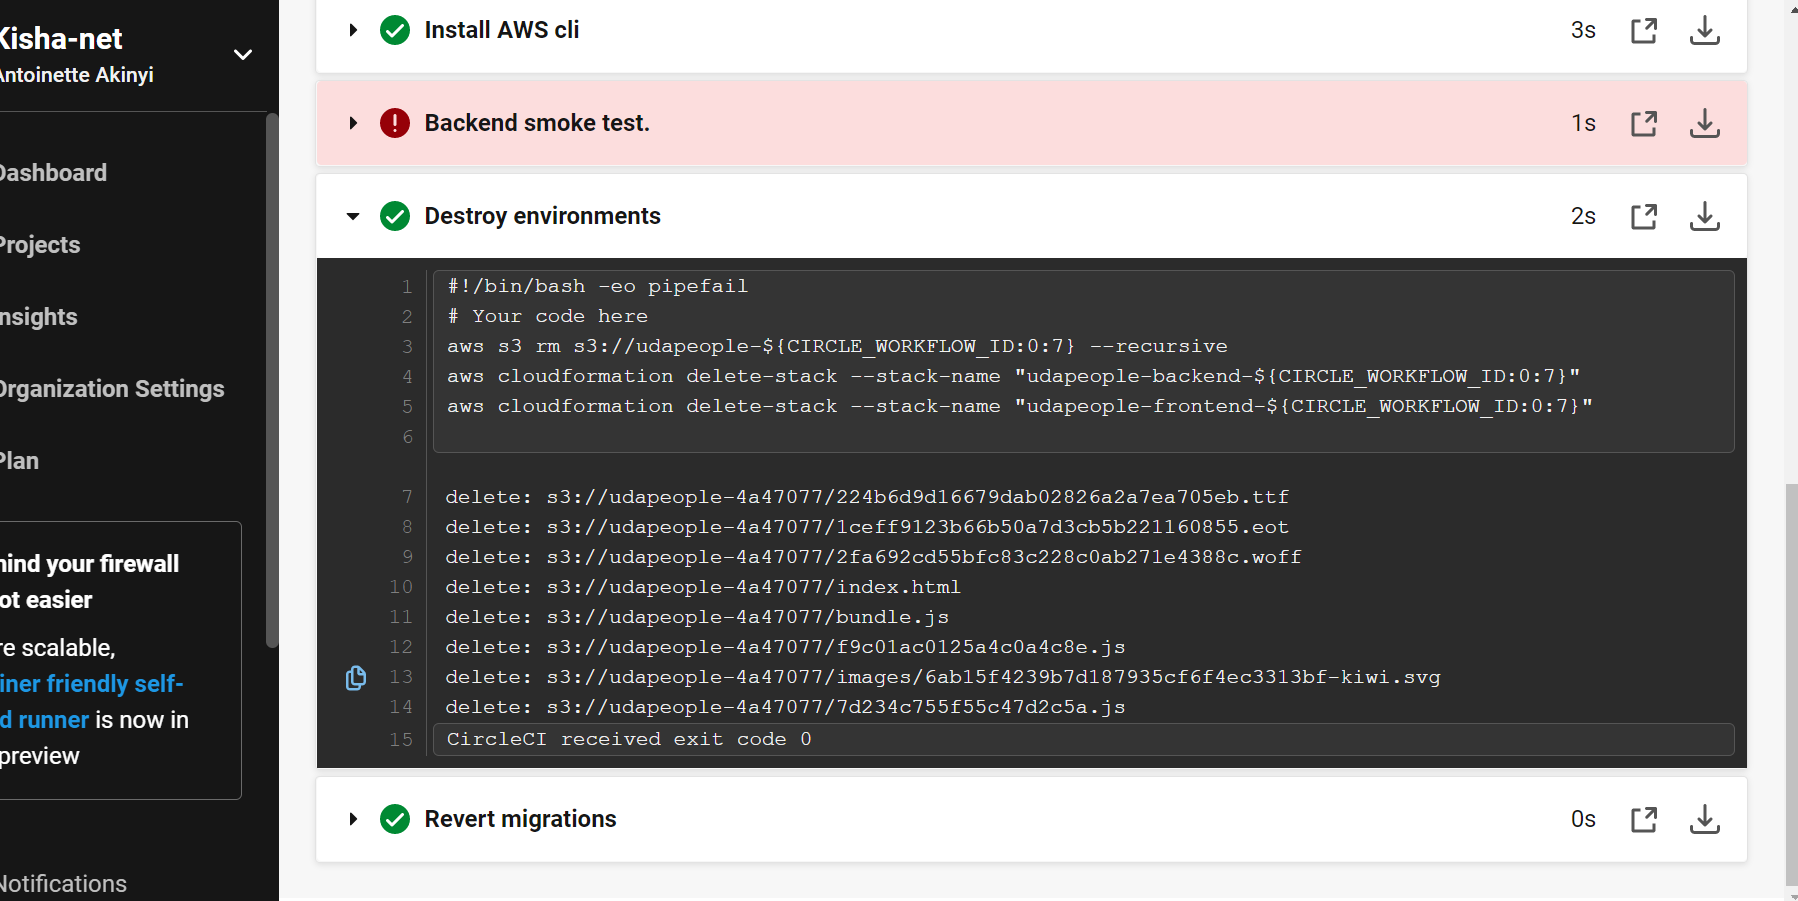 Kisha-net
Antoinette Akinyi
Dashboard
Projects
Insights
Organization Settings
Plan
hind your firewall
ot easier
re scalable,
iner friendly self-
d runner is now in
preview
Notifications
Install AWS cli
3s
Backend smoke test.
1s
Destroy environments
2s
1 #!/bin/bash -eo pipefail
2 # Your code here
3 aws s3 rm s3://udapeople-${CIRCLE_WORKFLOW_ID:0:7} --recursive
4 aws cloudformation delete-stack --stack-name "udapeople-backend-${CIRCLE_WORKFLOW_ID:0:7}"
5 aws cloudformation delete-stack --stack-name "udapeople-frontend-${CIRCLE_WORKFLOW_ID:0:7}"
6
7 delete: s3://udapeople-4a47077/224b6d9d16679dab02826a2a7ea705eb.ttf
8 delete: s3://udapeople-4a47077/1ceff9123b66b50a7d3cb5b221160855.eot
9 delete: s3://udapeople-4a47077/2fa692cd55bfc83c228c0ab271e4388c.woff
10 delete: s3://udapeople-4a47077/index.html
11 delete: s3://udapeople-4a47077/bundle.js
12 delete: s3://udapeople-4a47077/f9c01ac0125a4c0a4c8e.js
13 delete: s3://udapeople-4a47077/images/6ab15f4239b7d187935cf6f4ec3313bf-kiwi.svg
14 delete: s3://udapeople-4a47077/7d234c755f55c47d2c5a.js
15 CircleCI received exit code 0
Revert migrations
0s